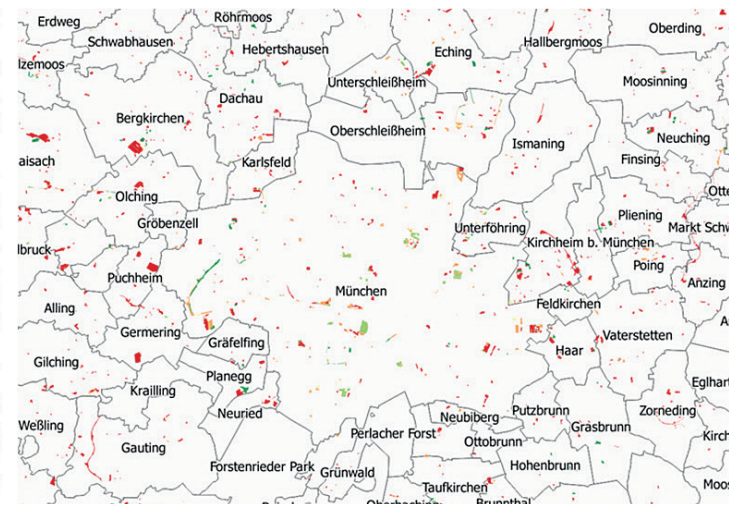 Erdweg
Röhrmoos
Oberding
Schwabhausen
Hallbergmoos
Hebertshausen
Eching
lzemoos
Unterschleißheim
Moosinning
Dachau
Bergkirchen
Oberschleißheim
Neuching
Ismaning
aisach
Karlsfeld
Finsing
Olching
Otte
Pliening
Gröbenzell
Unterföhring
Markt Schw
Kirchheim b. München
lbruck
Poing
Puchheim
Anzing
München
Feldkirchen
Alling
A
Germering
Vaterstetten
Gräfelfing
Haar
Gilching
Planegg
Eglhart
Krailling
Neuried
Putzbrunn
Zorneding
Neubiberg
Weßling
Grasbrunn
Perlacher Forst
Kirch
Ottobrunn
Gauting
Forstenrieder Park
Hohenbrunn
Grünwald
Taufkirchen
Moos
Oberhaching
Brunnthal